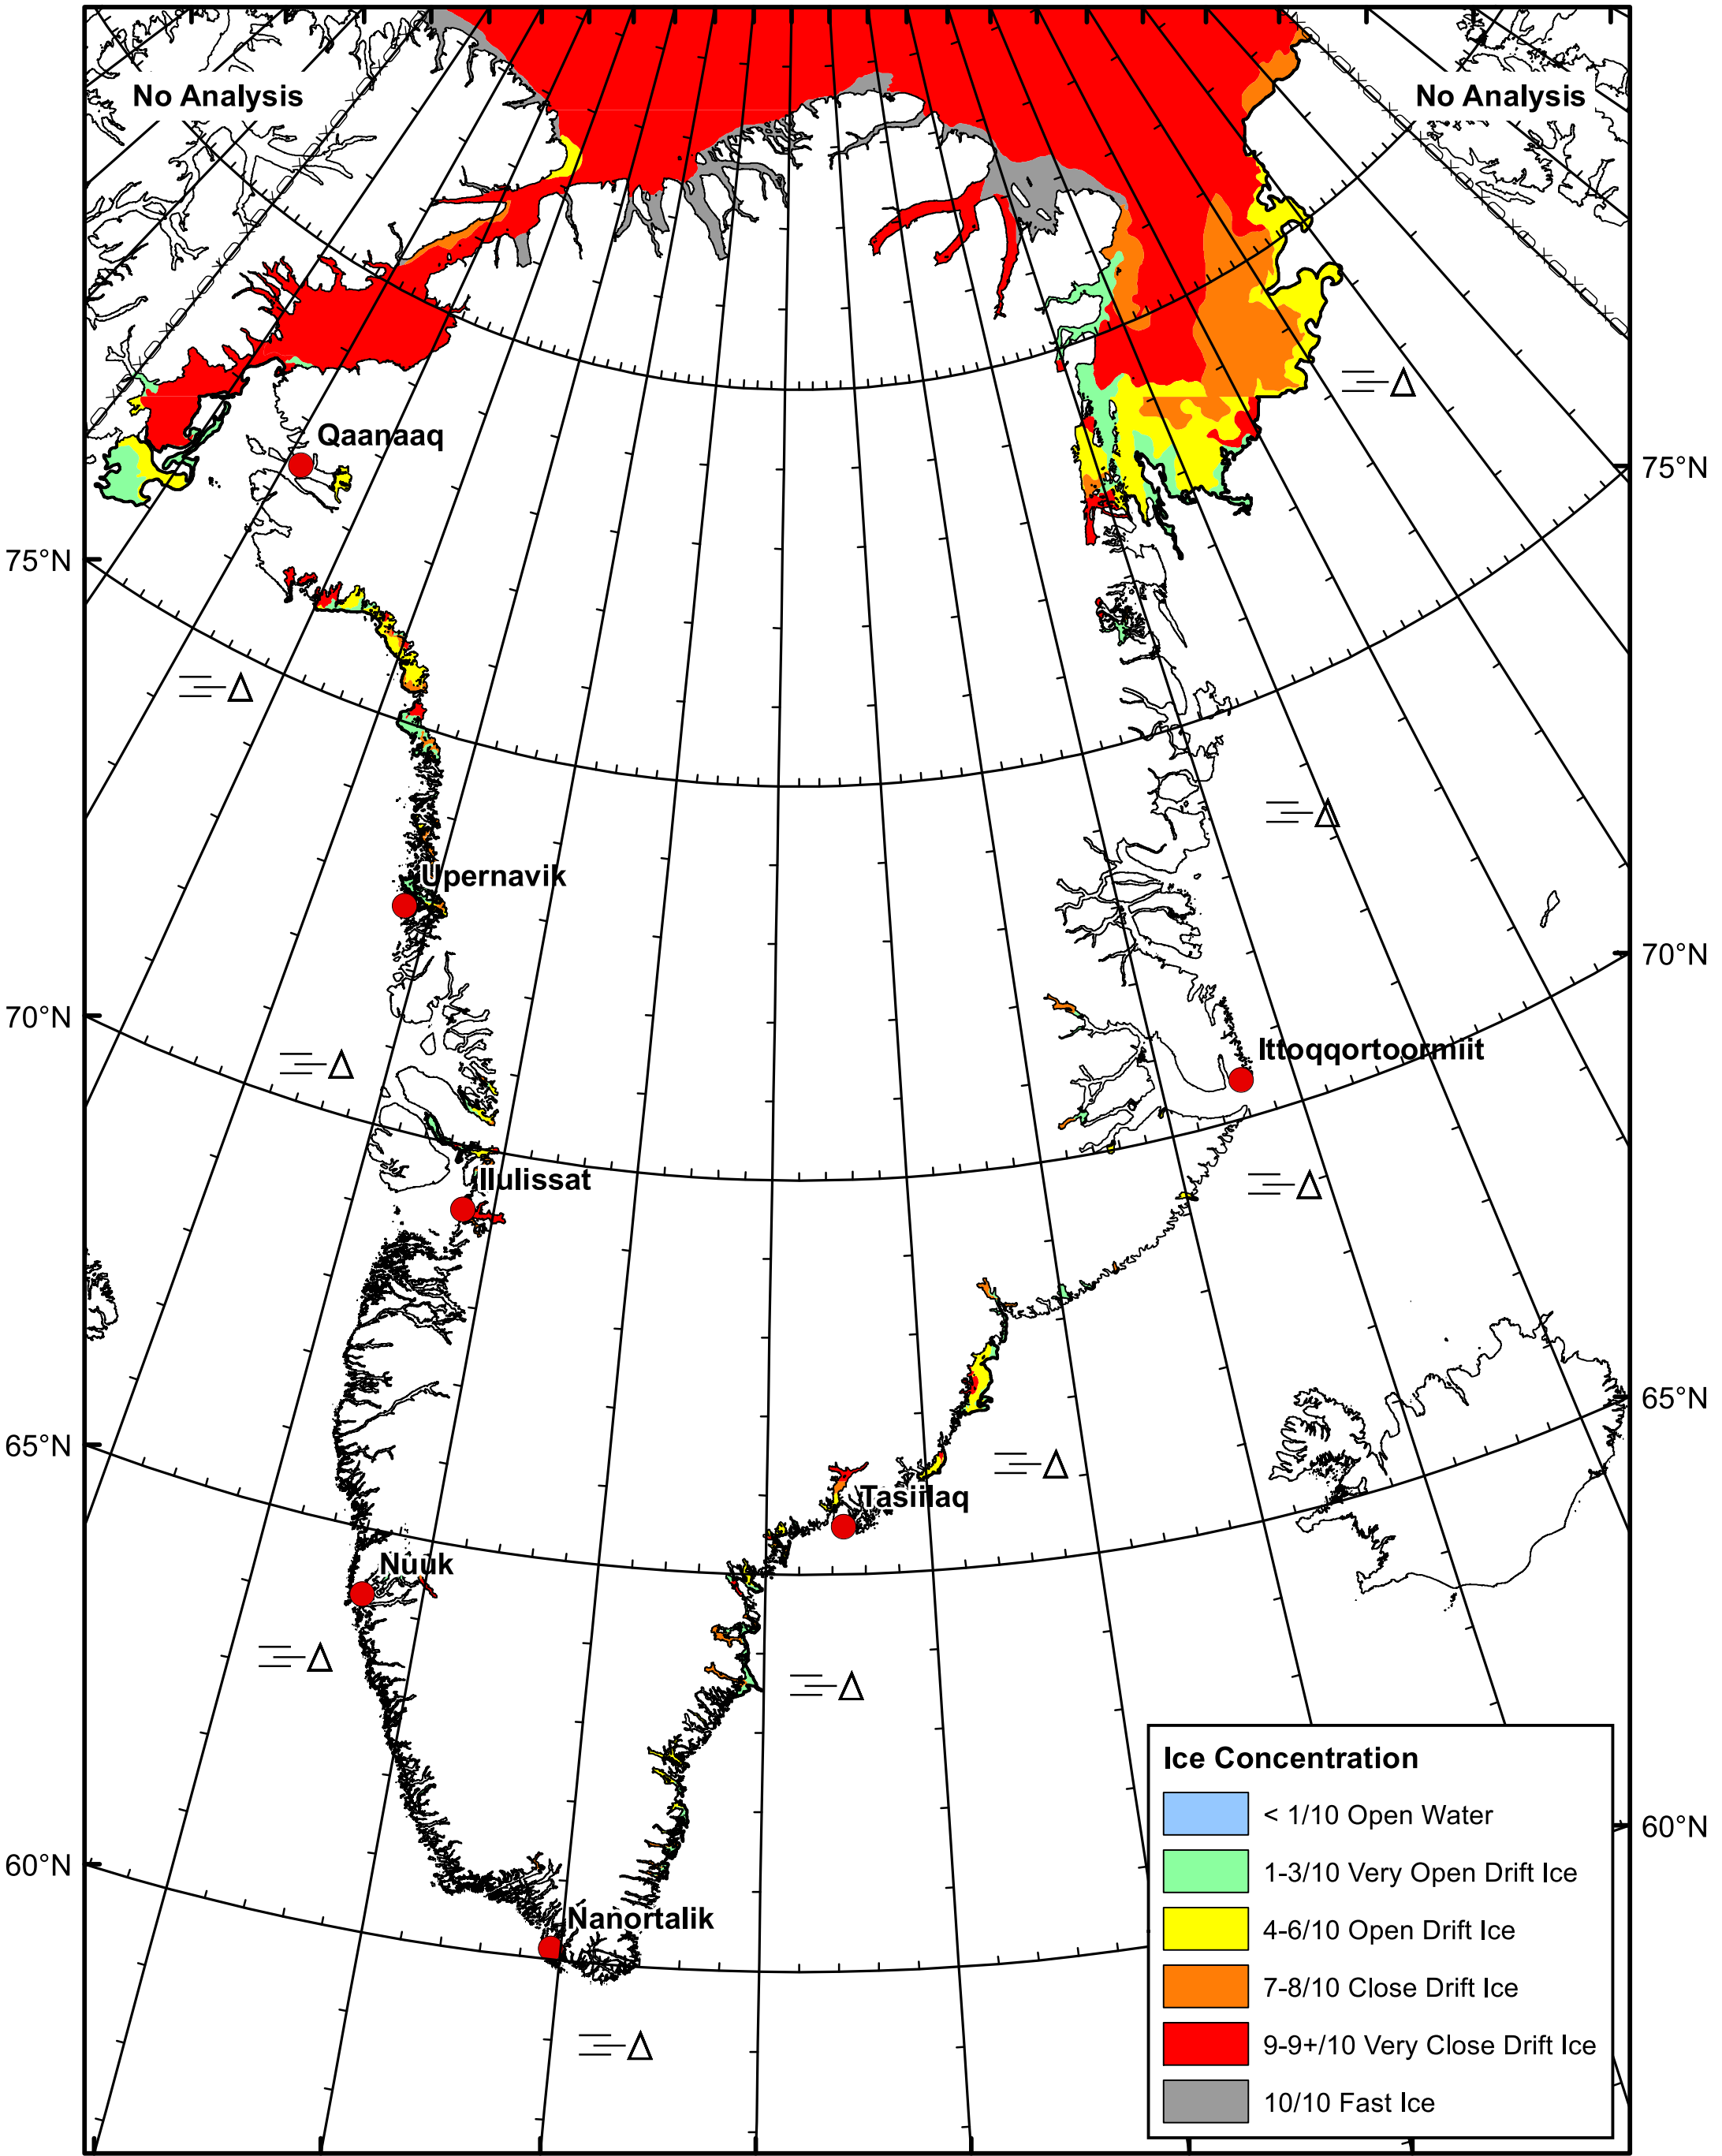 No Analysis
No Analysis
Qaanaaq
75°N
75°N
Upernavik
70°N
70°N
Ittoqqortoormiit
Ilulissat
65°N
65°N
Tasiilaq
Nuuk
Ice Concentration
< 1/10 Open Water
1-3/10 Very Open Drift Ice
4-6/10 Open Drift Ice
7-8/10 Close Drift Ice
9-9+/10 Very Close Drift Ice
10/10 Fast Ice
60°N
60°N
Nanortalik